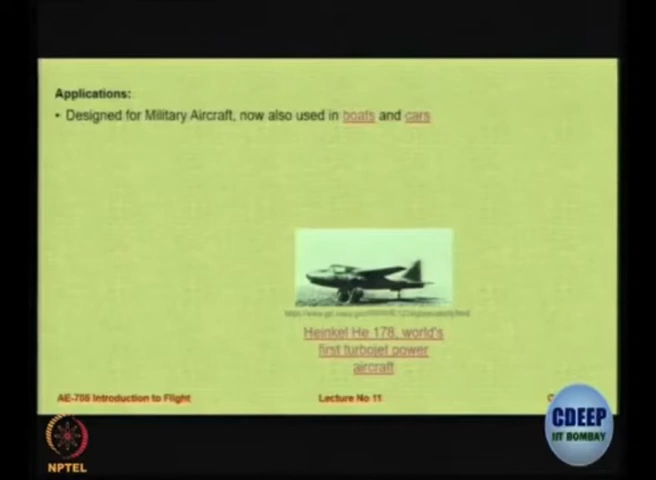 Applications:
• Designed for Military Aircraft, now also used in boats and cars
Heinkel He 178, world's
first turbojet power
aircraft
AE-705 Introduction to Flight
Lecture No 11
CDEEP
IIT BOMBAY
NPTEL